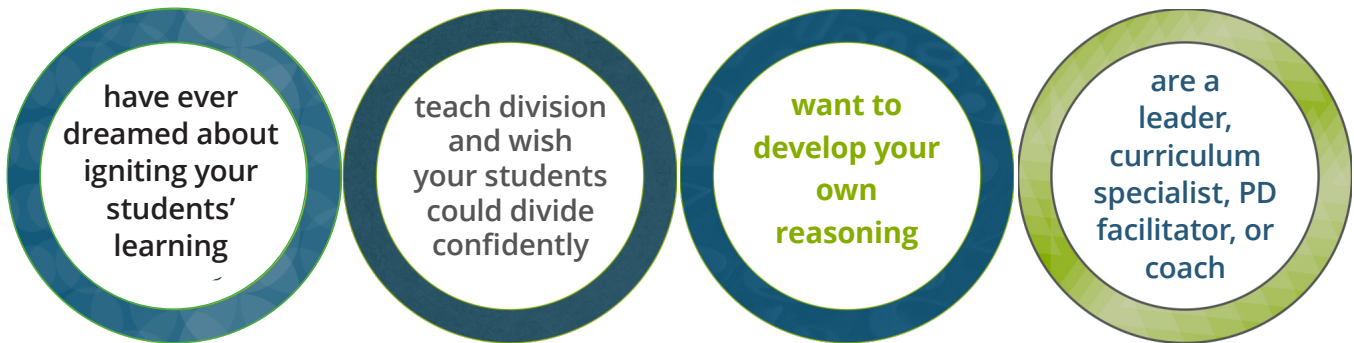 have ever
dreamed about
igniting your
students’
learning
teach division
and wish
your students
could divide
confidently
want to
develop your
own
reasoning
are a
leader,
curriculum
specialist, PD
facilitator, or
coach